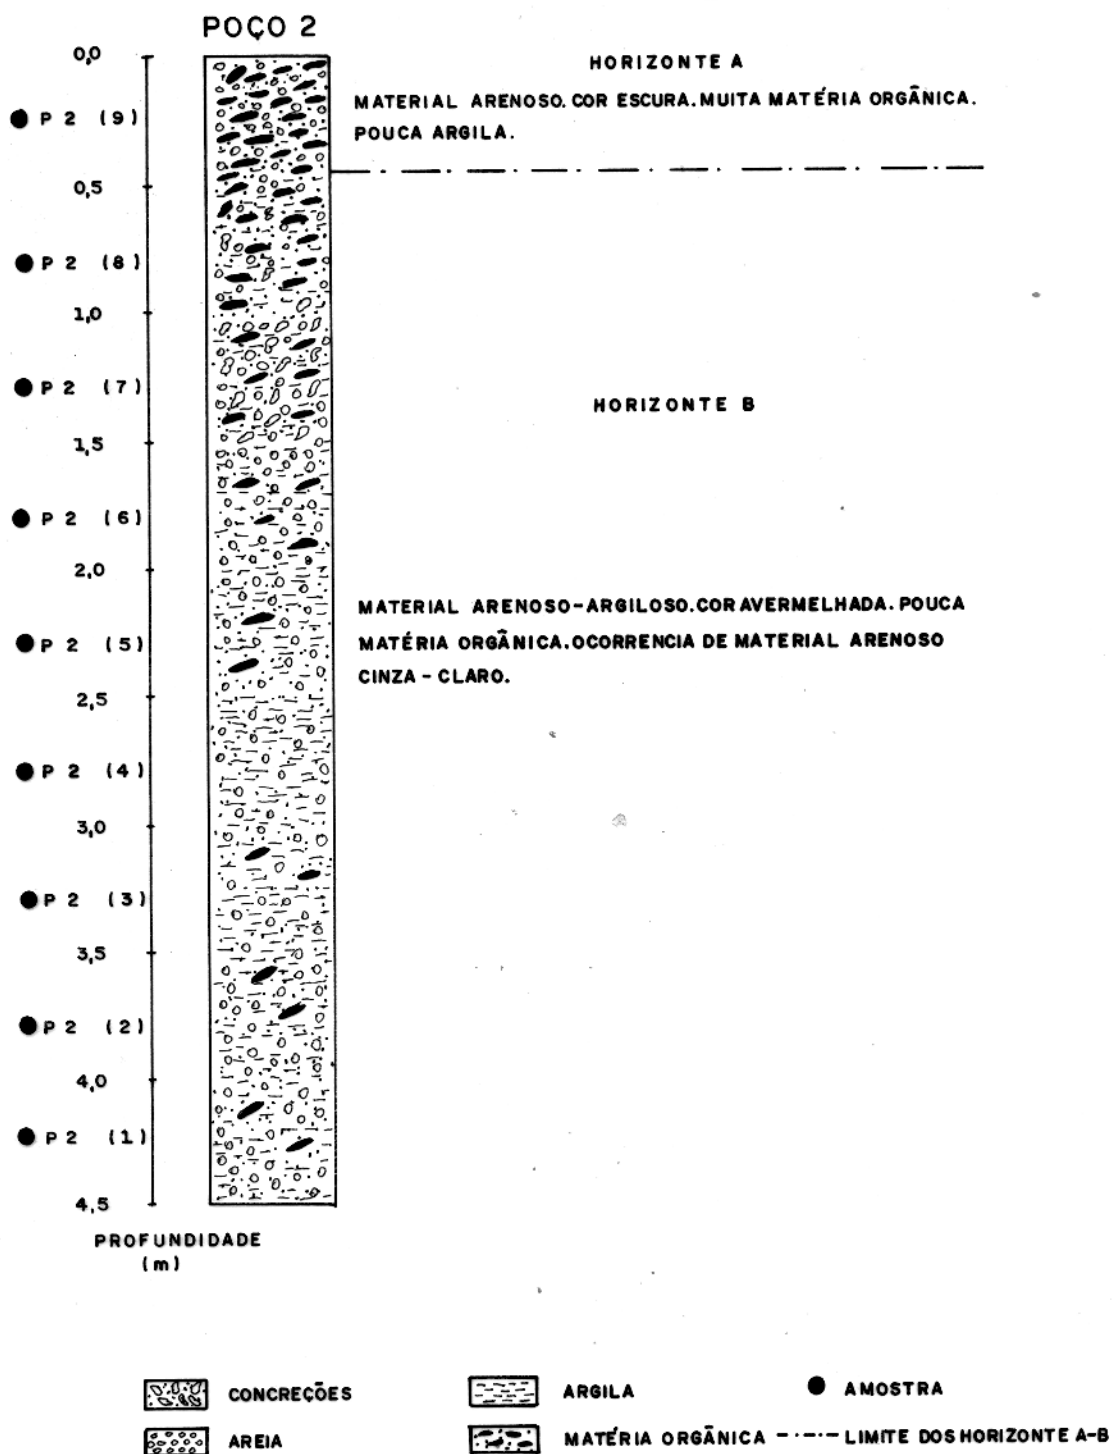 POÇO 2
0,0
HORIZONTE A
MATERIAL ARENOSO. COR ESCURA. MUITA MATÉRIA ORGÂNICA.
P 2 (9)
POUCA ARGILA.
0,5
P 2 (8)
1,0
P 2 (7)
HORIZONTE B
1,5
P 2 (6)
2,0
MATERIAL ARENOSO-ARGILOSO. COR AVERMELHADA. POUCA
P 2 (5)
MATÉRIA ORGÂNICA. OCORRENCIA DE MATERIAL ARENOSO
CINZA - CLARO.
2,5
P 2 (4)
3,0
P 2 (3)
3,5
P 2 (2)
4,0
P 2 (1)
4,5
PROFUNDIDADE
(m)
CONCREÇÕES
ARGILA
AMOSTRA
AREIA
MATÉRIA ORGÂNICA
LIMITE DOS HORIZONTE A-B